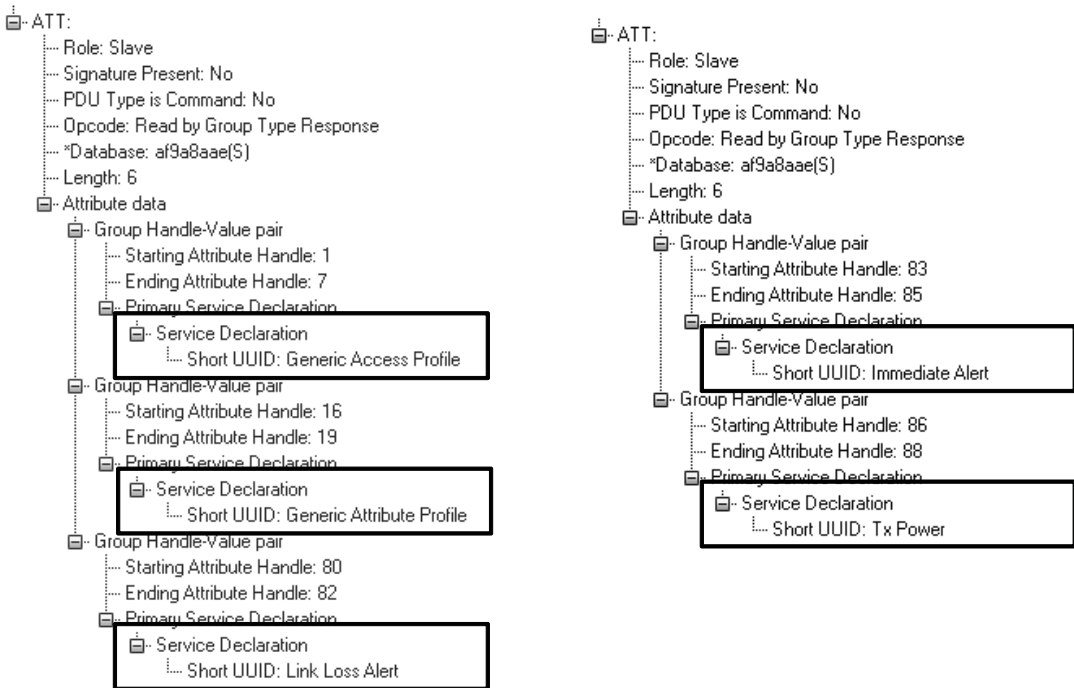 ATT:
Role: Slave
Signature Present: No
PDU Type is Command: No
Opcode: Read by Group Type Response
*Database: af9a8aae(S)
Length: 6
Attribute data
Group Handle-Value pair
Starting Attribute Handle: 1
Ending Attribute Handle: 7
Primary Service Declaration
Service Declaration
Short UUID: Generic Access Profile
Group Handle-Value pair
Starting Attribute Handle: 16
Ending Attribute Handle: 19
Primary Service Declaration
Service Declaration
Short UUID: Generic Attribute Profile
Group Handle-Value pair
Starting Attribute Handle: 80
Ending Attribute Handle: 82
Primary Service Declaration
Service Declaration
Short UUID: Link Loss Alert
ATT:
Role: Slave
Signature Present: No
PDU Type is Command: No
Opcode: Read by Group Type Response
*Database: af9a8aae(S)
Length: 6
Attribute data
Group Handle-Value pair
Starting Attribute Handle: 83
Ending Attribute Handle: 85
Primary Service Declaration
Service Declaration
Short UUID: Immediate Alert
Group Handle-Value pair
Starting Attribute Handle: 86
Ending Attribute Handle: 88
Primary Service Declaration
Service Declaration
Short UUID: Tx Power